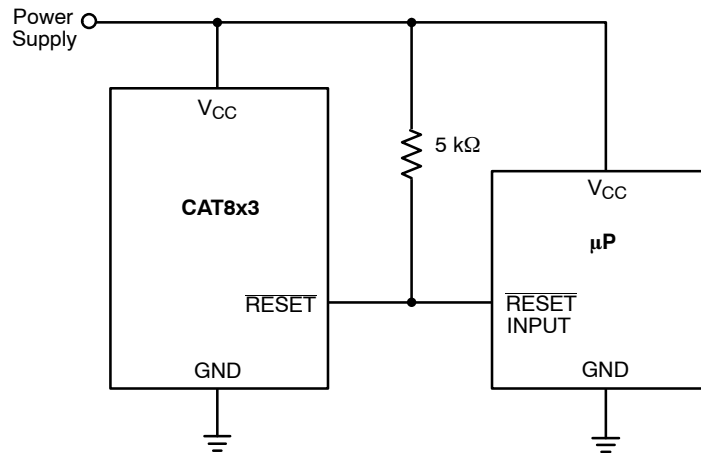 Power
Supply
VCC
5 kΩ
VCC
CAT8x3
μP
RESET
RESET
INPUT
GND
GND